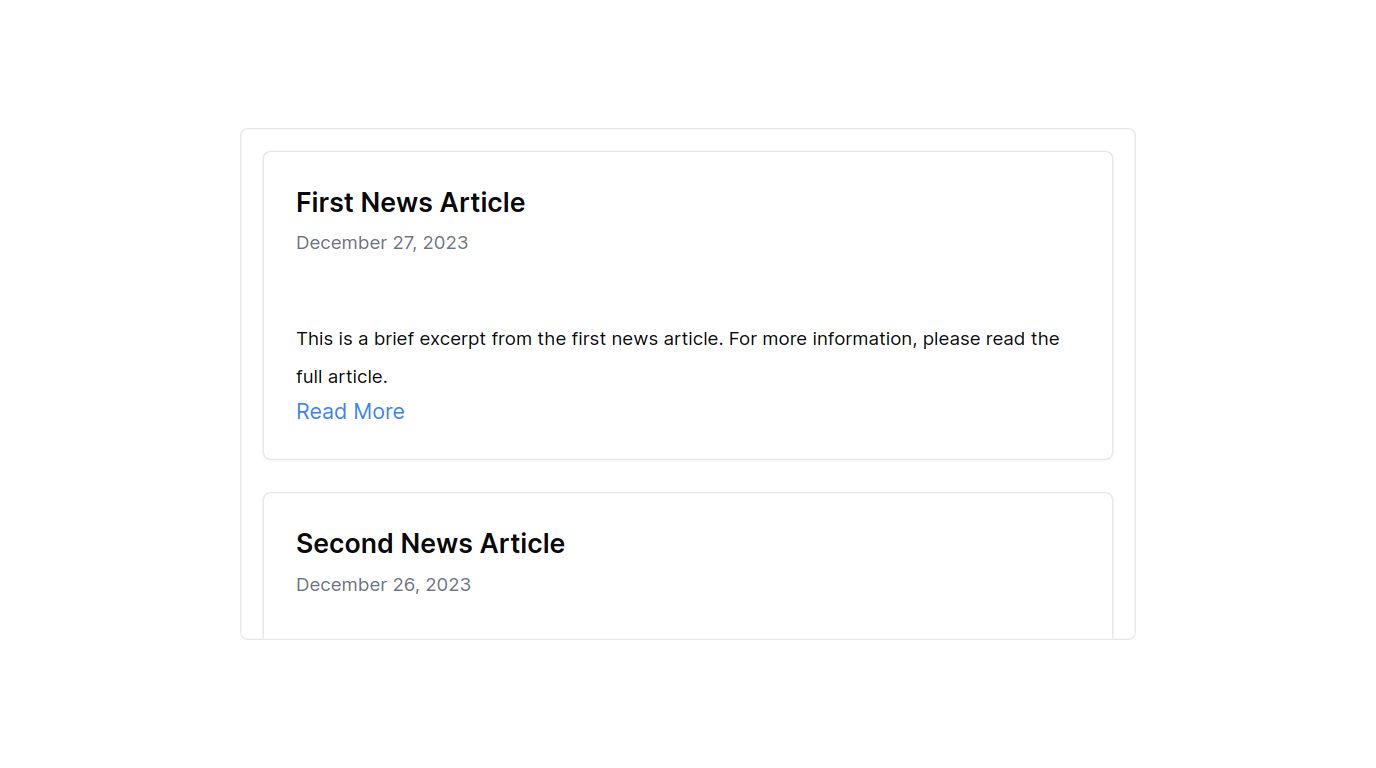 First News Article
December 27, 2023
This is a brief excerpt from the first news article. For more information, please read the
full article.
Read More
Second News Article
December 26, 2023